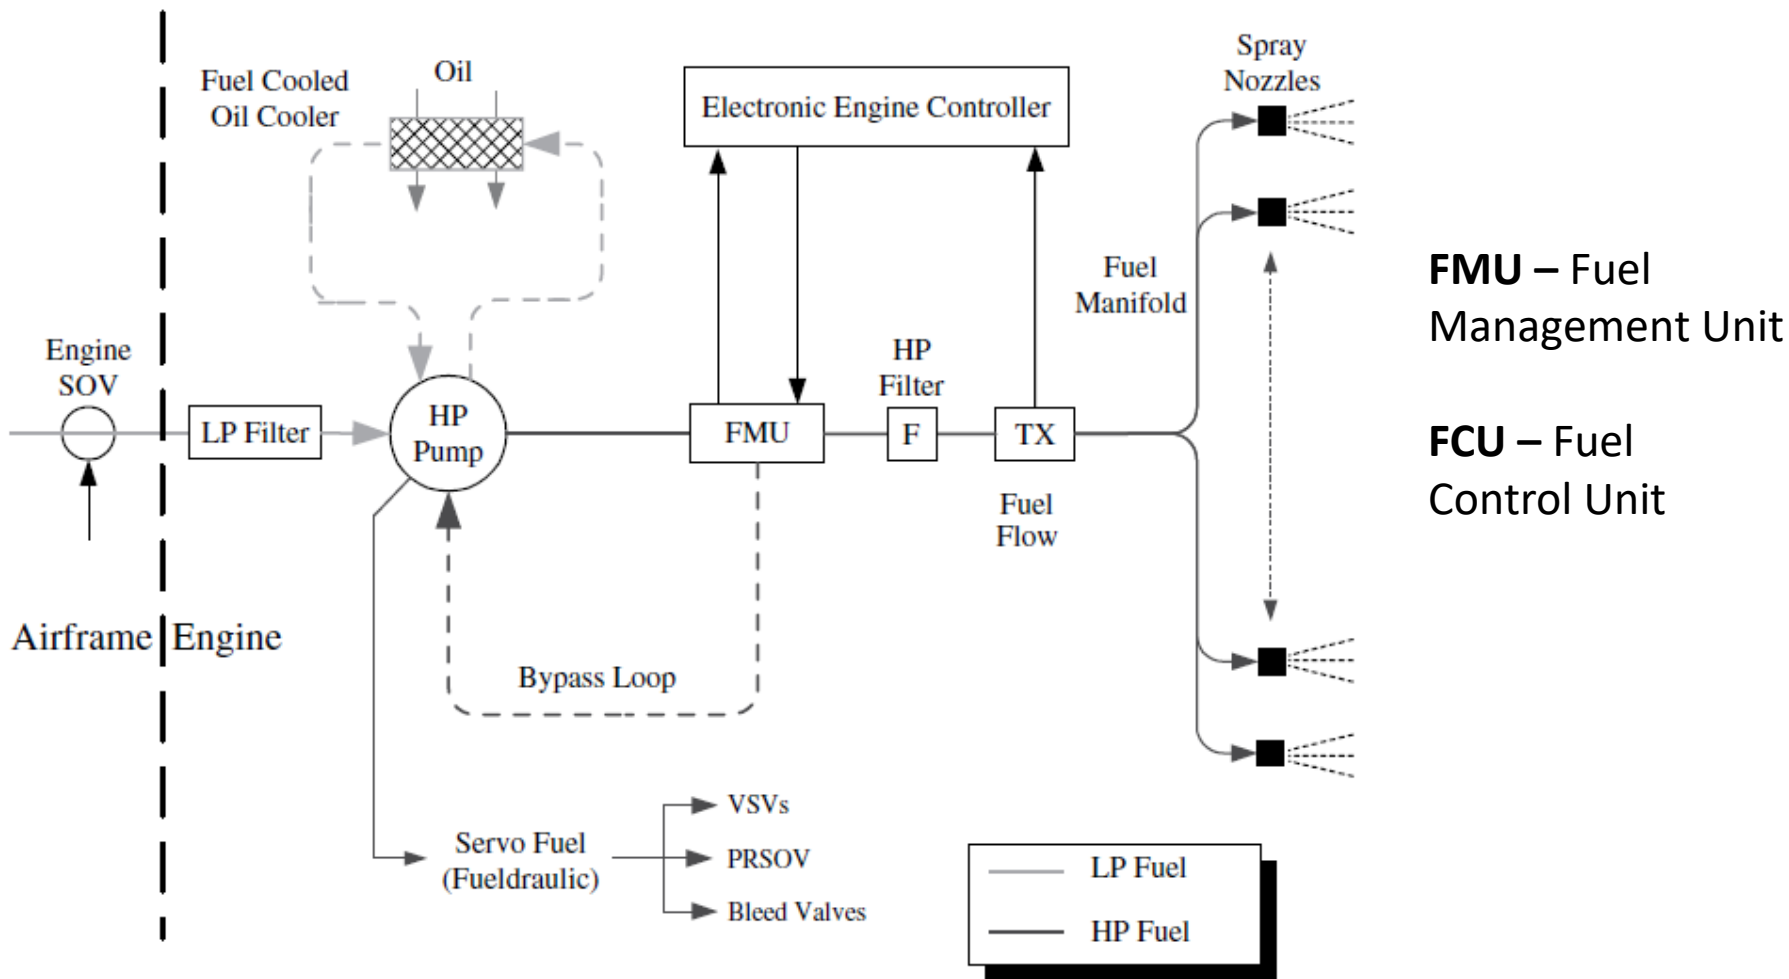 Fuel Cooled
Oil Cooler
Oil
Electronic Engine Controller
Spray
Nozzles
Fuel
Manifold
Engine
SOV
LP Filter
HP
Pump
FMU
HP
Filter
F
TX
Fuel
Flow
Airframe
Engine
Bypass Loop
Servo Fuel
(Fueldraulic)
VSVs
PRSOV
Bleed Valves
LP Fuel
HP Fuel
FMU – Fuel
Management Unit
FCU – Fuel
Control Unit